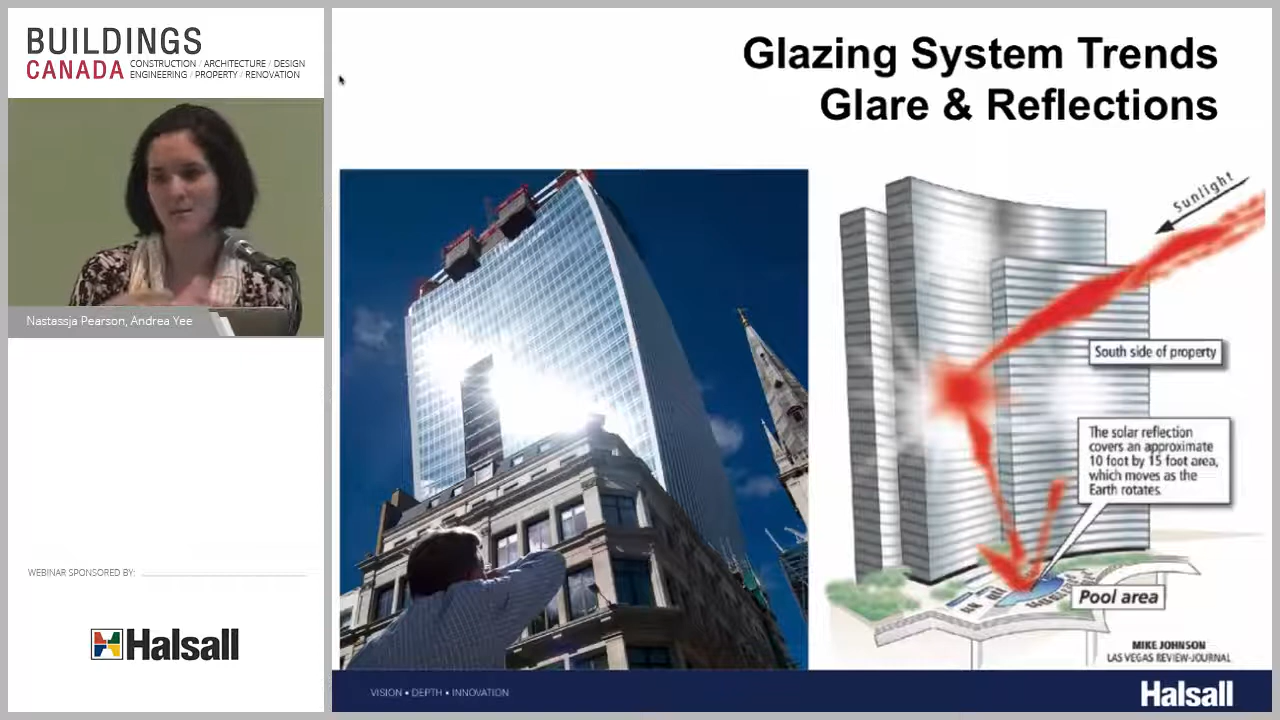 BUILDINGS
CANADA CONSTRUCTION / ARCHITECTURE / DESIGN
ENGINEERING / PROPERTY / RENOVATION
Nastassja Pearson, Andrea Yee
WEBINAR SPONSORED BY:
Halsall
Glazing System Trends
Glare & Reflections
Sunlight
South side of property
The solar reflection
covers an approximate
10 foot by 15 foot area,
which moves as the
Earth rotates.
Pool area
MIKE JOHNSON
LAS VEGAS REVIEW-JOURNAL
VISION • DEPTH • INNOVATION
Halsall